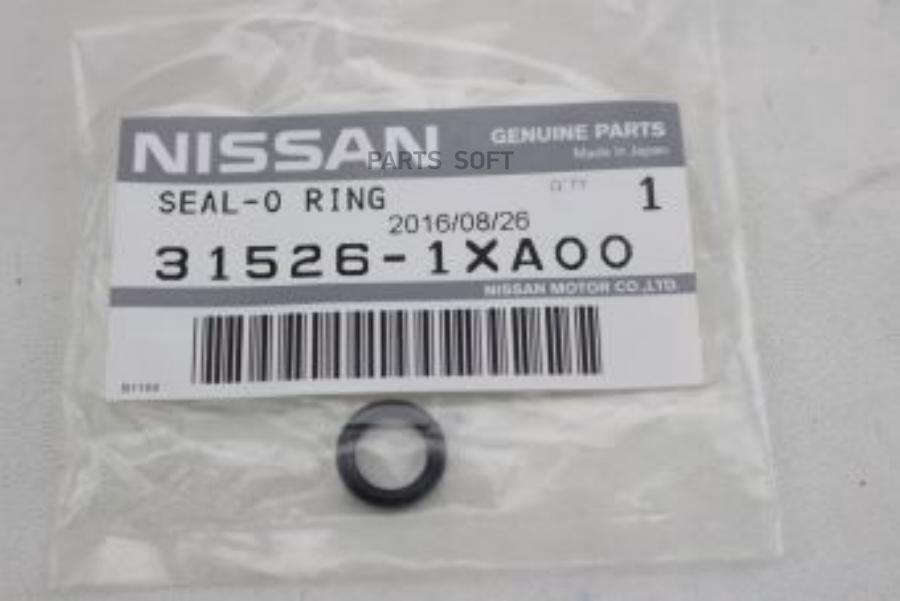 NISSAN
GENUINE PARTS
Made in Japan
PARTS SOFT
SEAL-O RING
Q'TY
1
2016/08/26
31526-1XA00
NISSAN MOTOR CO.,LTD.